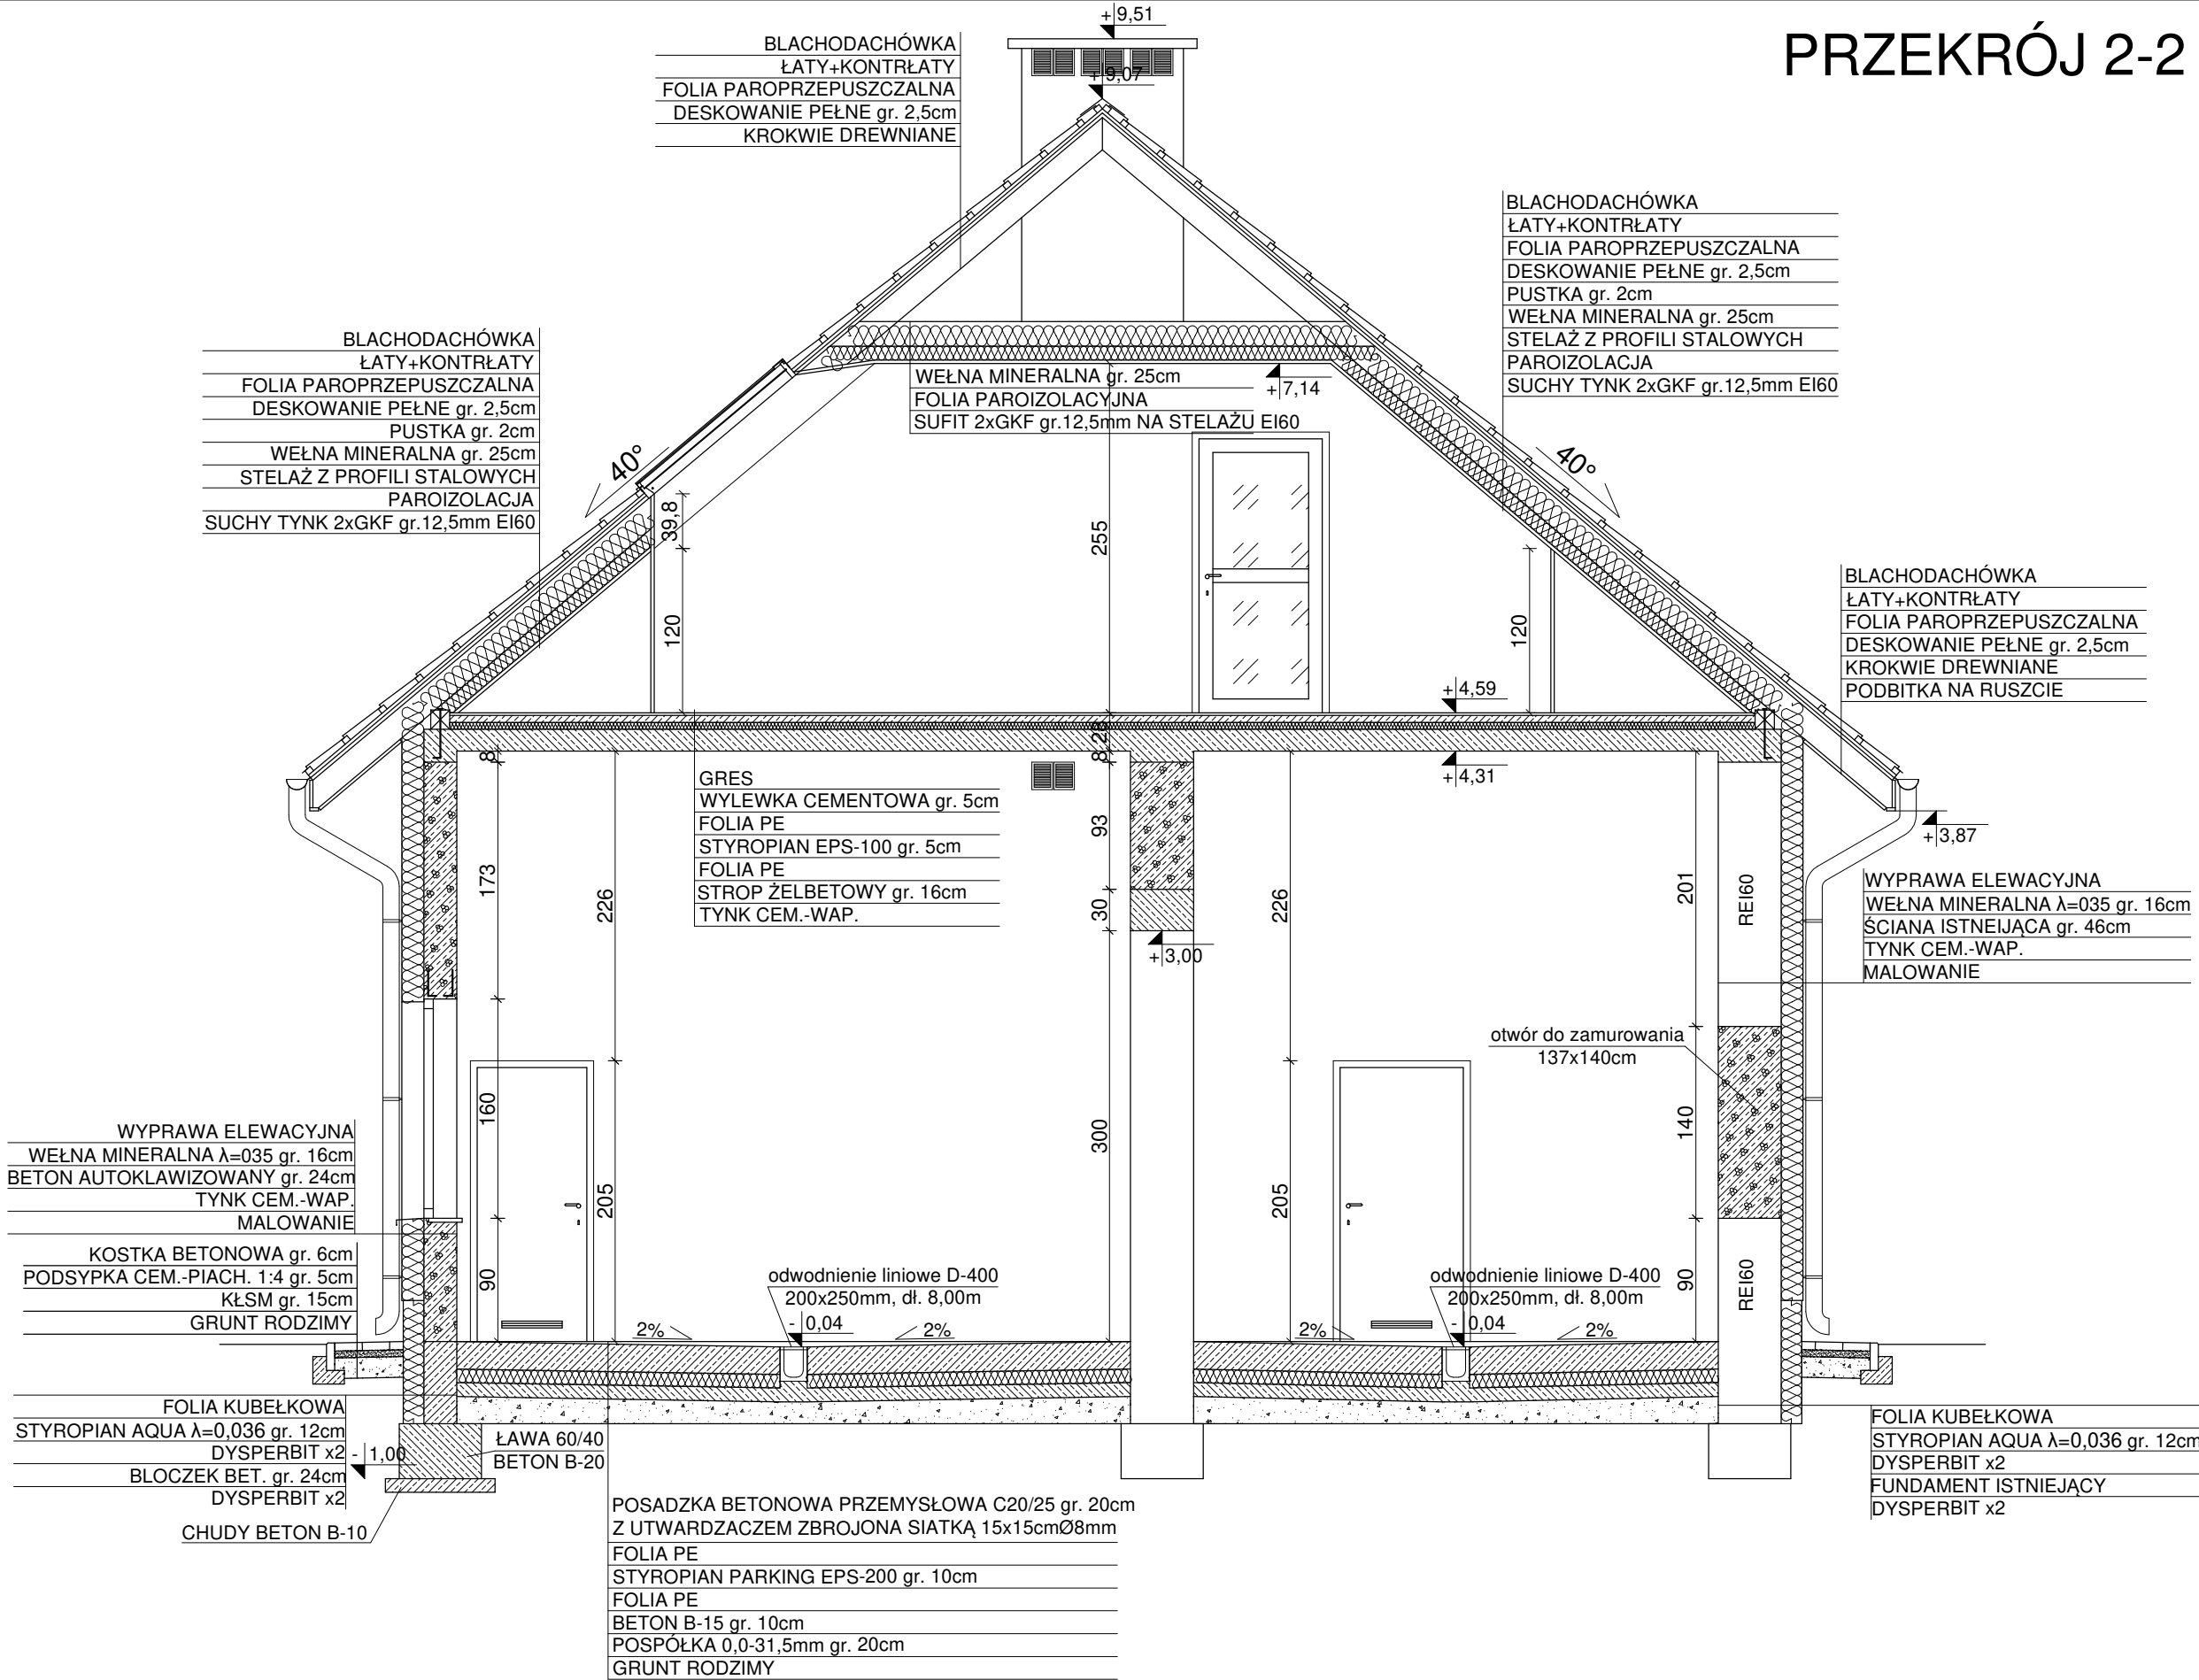 PRZEKRÓJ 2-2
+9,51
+9,07
BLACHODACHÓWKA
ŁATY+KONTRŁATY
FOLIA PAROPRZEPUSZCZALNA
DESKOWANIE PEŁNE gr. 2,5cm
KROKWIE DREWNIANE
BLACHODACHÓWKA
ŁATY+KONTRŁATY
FOLIA PAROPRZEPUSZCZALNA
DESKOWANIE PEŁNE gr. 2,5cm
PUSTKA gr. 2cm
WEŁNA MINERALNA gr. 25cm
STELAŻ Z PROFILI STALOWYCH
PAROIZOLACJA
SUCHY TYNK 2xGKF gr.12,5mm EI60
BLACHODACHÓWKA
ŁATY+KONTRŁATY
FOLIA PAROPRZEPUSZCZALNA
DESKOWANIE PEŁNE gr. 2,5cm
PUSTKA gr. 2cm
WEŁNA MINERALNA gr. 25cm
STELAŻ Z PROFILI STALOWYCH
PAROIZOLACJA
SUCHY TYNK 2xGKF gr.12,5mm EI60
WEŁNA MINERALNA gr. 25cm
FOLIA PAROIZOLACYJNA
SUFIT 2xGKF gr.12,5mm NA STELAŻU EI60
+7,14
40°
40°
39,8
120
255
120
+4,59
BLACHODACHÓWKA
ŁATY+KONTRŁATY
FOLIA PAROPRZEPUSZCZALNA
DESKOWANIE PEŁNE gr. 2,5cm
KROKWIE DREWNIANE
PODBITKA NA RUSZCIE
8
28
8
+4,31
GRES
WYLEWKA CEMENTOWA gr. 5cm
FOLIA PE
STYROPIAN EPS-100 gr. 5cm
FOLIA PE
STROP ŻELBETOWY gr. 16cm
TYNK CEM.-WAP.
+3,87
173
226
93
30
226
201
REI60
+3,00
WYPRAWA ELEWACYJNA
WEŁNA MINERALNA λ=035 gr. 16cm
ŚCIANA ISTNEIJĄCA gr. 46cm
TYNK CEM.-WAP.
MALOWANIE
otwór do zamurowania
137x140cm
160
300
140
205
205
WYPRAWA ELEWACYJNA
WEŁNA MINERALNA λ=035 gr. 16cm
BETON AUTOKLAWIZOWANY gr. 24cm
TYNK CEM.-WAP.
MALOWANIE
KOSTKA BETONOWA gr. 6cm
PODSYPKA CEM.-PIACH. 1:4 gr. 5cm
KŁSM gr. 15cm
GRUNT RODZIMY
90
odwodnienie liniowe D-400
200x250mm, dł. 8,00m
- 0,04
2%
2%
odwodnienie liniowe D-400
200x250mm, dł. 8,00m
- 0,04
2%
2%
90
REI60
FOLIA KUBEŁKOWA
STYROPIAN AQUA λ=0,036 gr. 12cm
DYSPERBIT x2
BLOCZEK BET. gr. 24cm
DYSPERBIT x2
- 1,00
ŁAWA 60/40
BETON B-20
CHUDY BETON B-10
FOLIA KUBEŁKOWA
STYROPIAN AQUA λ=0,036 gr. 12cm
DYSPERBIT x2
FUNDAMENT ISTNIEJĄCY
DYSPERBIT x2
POSADZKA BETONOWA PRZEMYSŁOWA C20/25 gr. 20cm
Z UTWARDZACZEM ZBROJONA SIATKĄ 15x15cmØ8mm
FOLIA PE
STYROPIAN PARKING EPS-200 gr. 10cm
FOLIA PE
BETON B-15 gr. 10cm
POSPÓŁKA 0,0-31,5mm gr. 20cm
GRUNT RODZIMY